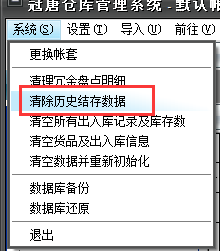 冠唐仓库管理系统 - 默认帐
系统(S) 设置(T) 导入(I) 前往(V)
更换帐套
清理冗余盘点明细
清除历史结存数据
清空所有出入库记录及库存数
清空货品及出入库信息
清空数据并重新初始化
数据库备份
数据库还原
退出